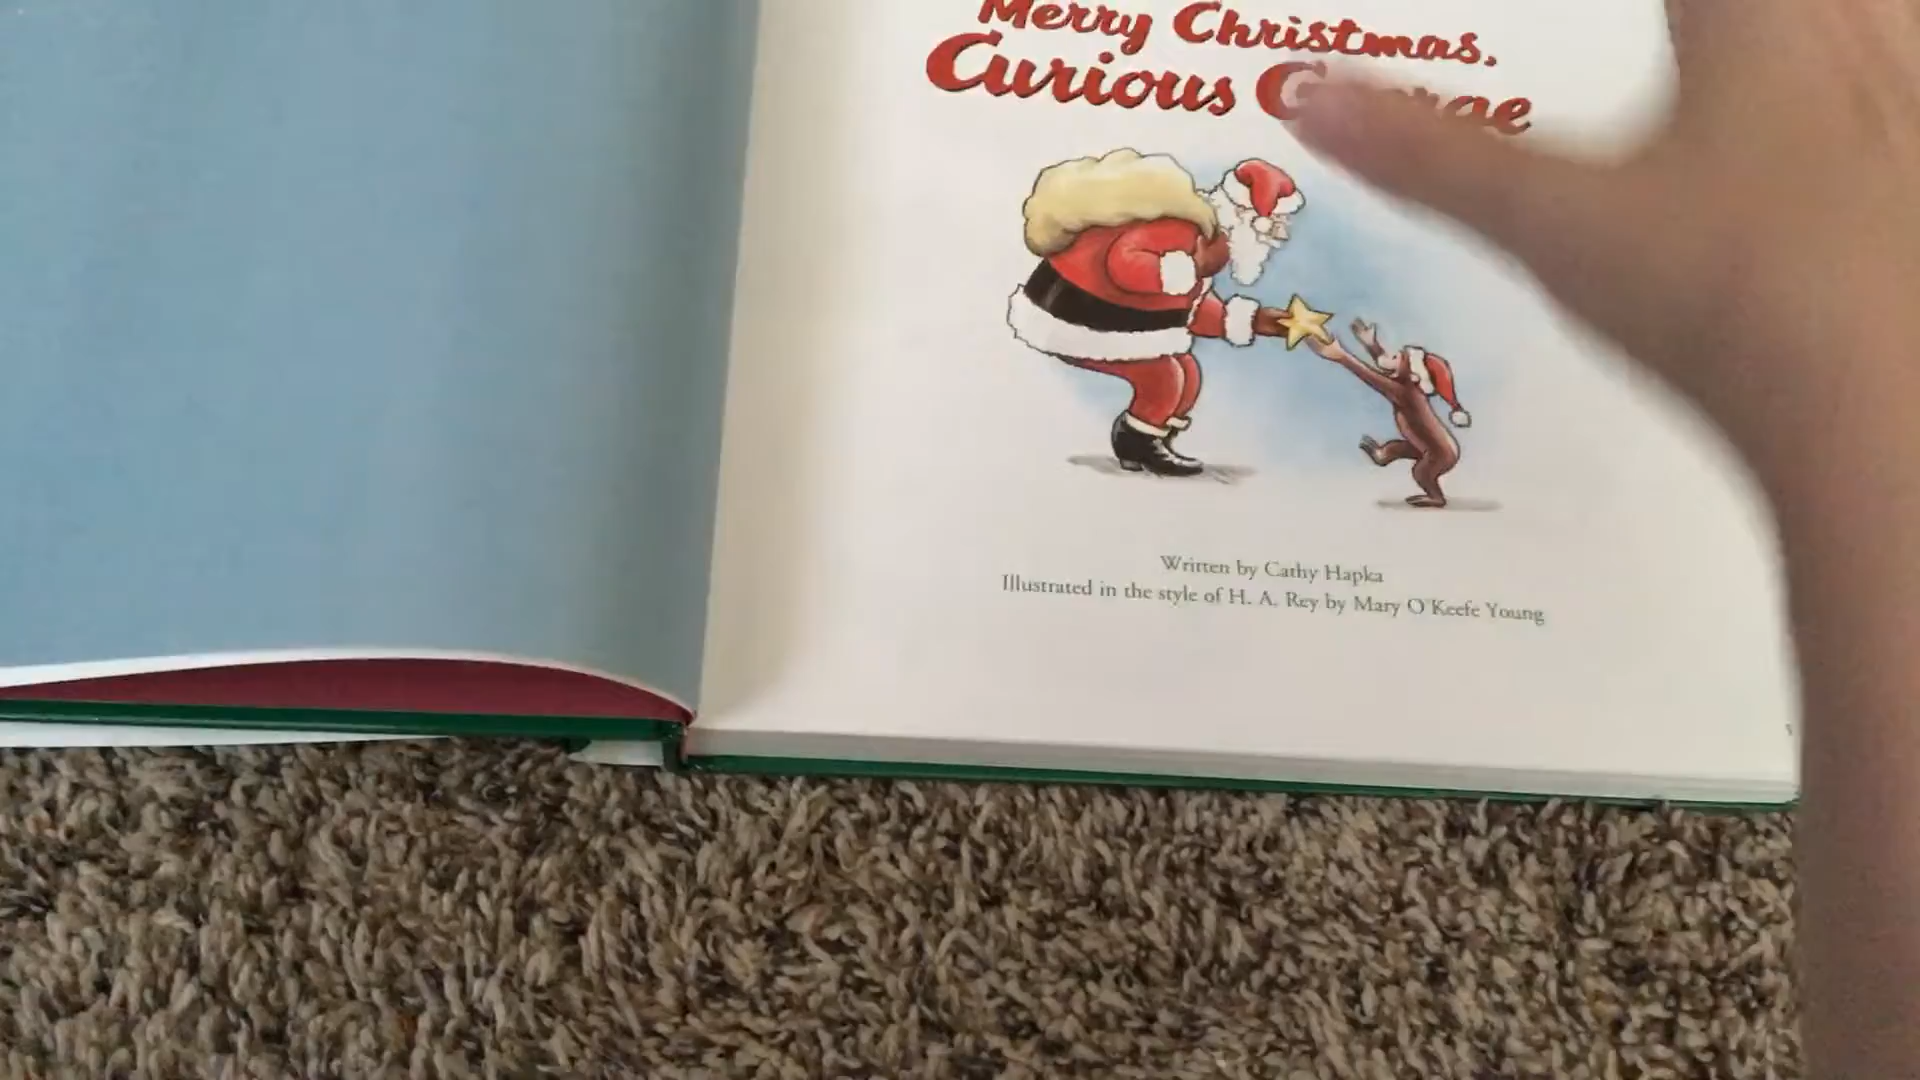 Merry Christmas,
Curious George
Written by Cathy Hapka
Illustrated in the style of H. A. Rey by Mary O'Keefe Young